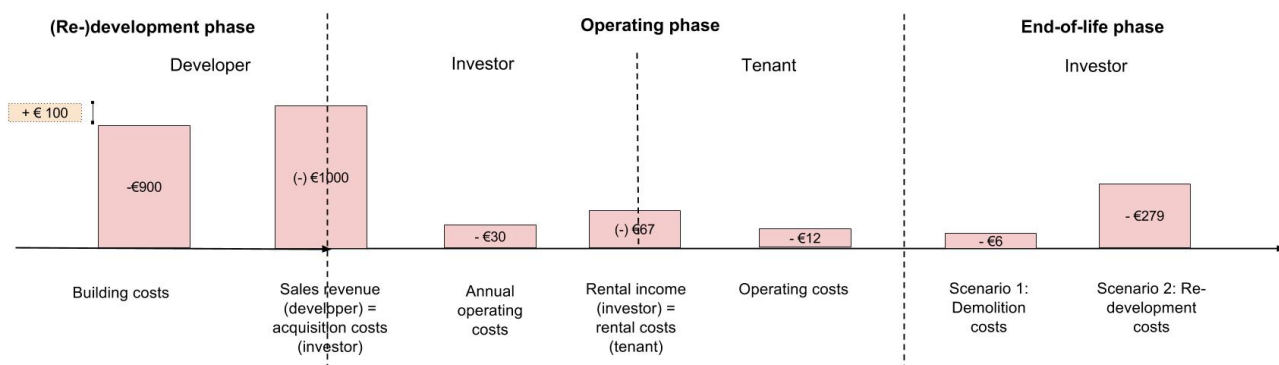 (Re-)development phase
Operating phase
End-of-life phase
Developer
Investor
Tenant
Investor
+ € 100
-€900
(-) €1000
- €30
(-) €67
- €12
- €6
- €279
Building costs
Sales revenue
(developer) =
acquisition costs
(investor)
Annual
operating
costs
Rental income
(investor) =
rental costs
(tenant)
Operating costs
Scenario 1:
Demolition
costs
Scenario 2: Re-
development
costs